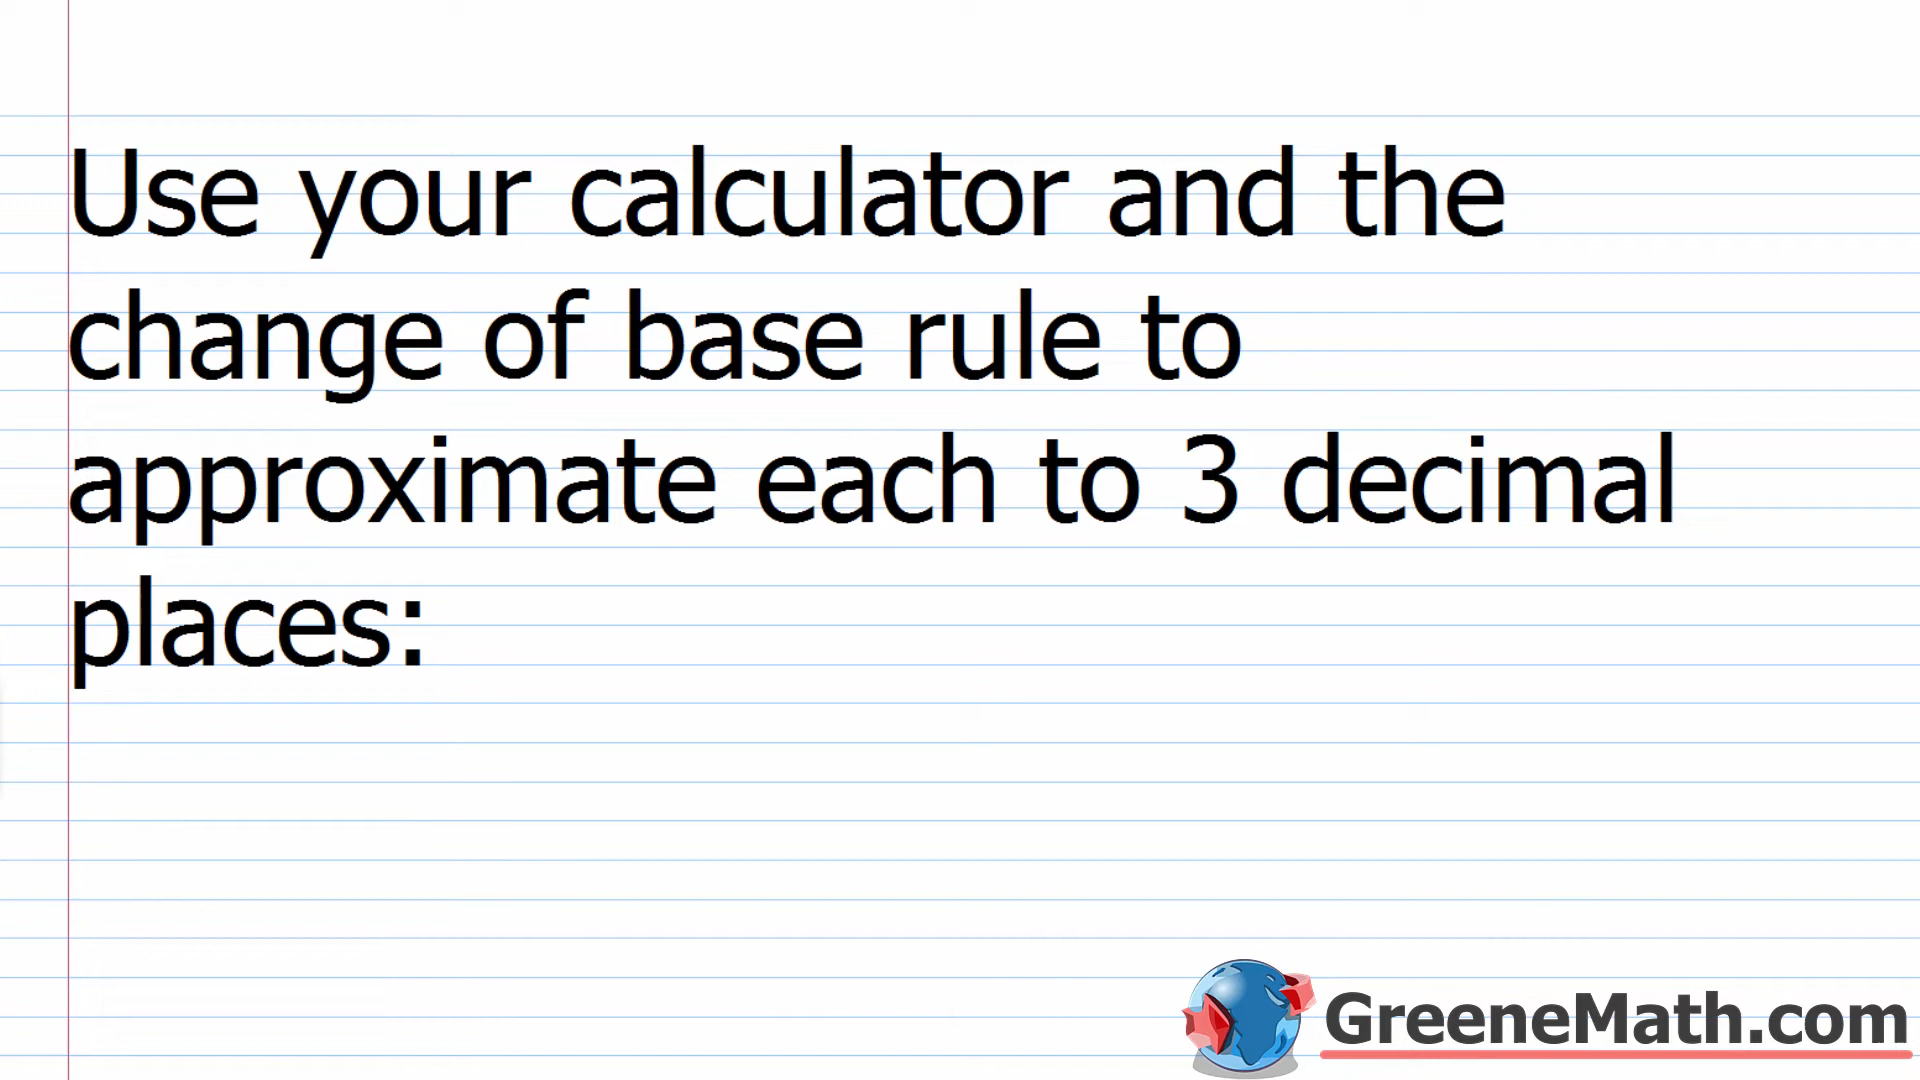 Use your calculator and the
change of base rule to
approximate each to 3 decimal
places:
GreeneMath.com